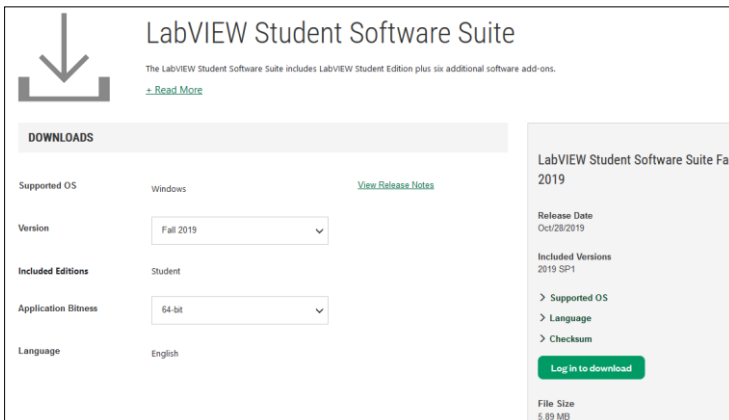 LabVIEW Student Software Suite
The LabVIEW Student Software Suite includes LabVIEW Student Edition plus six additional software add-ons.
+ Read More
DOWNLOADS
Supported OS
Windows
View Release Notes
Version
Fall 2019
Included Editions
Student
Application Bitness
64-bit
Language
English
LabVIEW Student Software Suite Fa
2019
Release Date
Oct/28/2019
Included Versions
2019 SP1
> Supported OS
> Language
> Checksum
Log in to download
File Size
5.89 MB